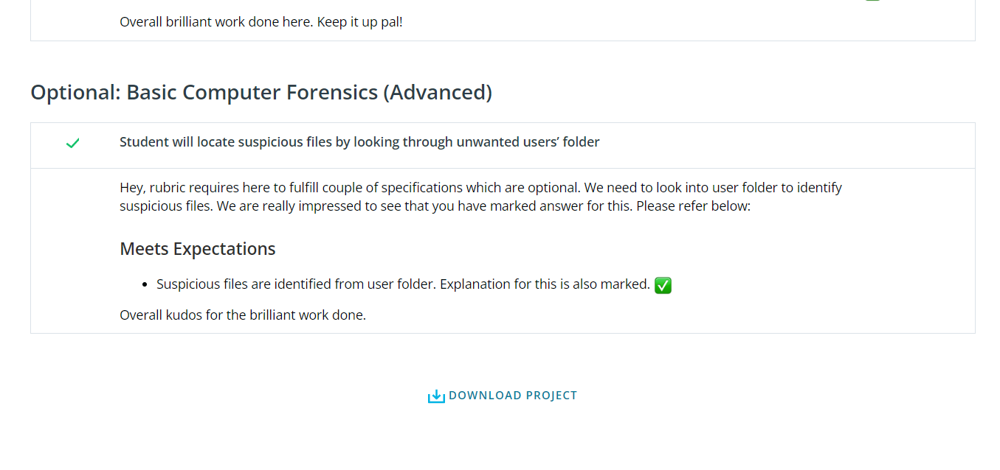 Overall brilliant work done here. Keep it up pal!
Optional: Basic Computer Forensics (Advanced)
Student will locate suspicious files by looking through unwanted users’ folder
Hey, rubric requires here to fulfill couple of specifications which are optional. We need to look into user folder to identify
suspicious files. We are really impressed to see that you have marked answer for this. Please refer below:
Meets Expectations
• Suspicious files are identified from user folder. Explanation for this is also marked. ✅
Overall kudos for the brilliant work done.
DOWNLOAD PROJECT